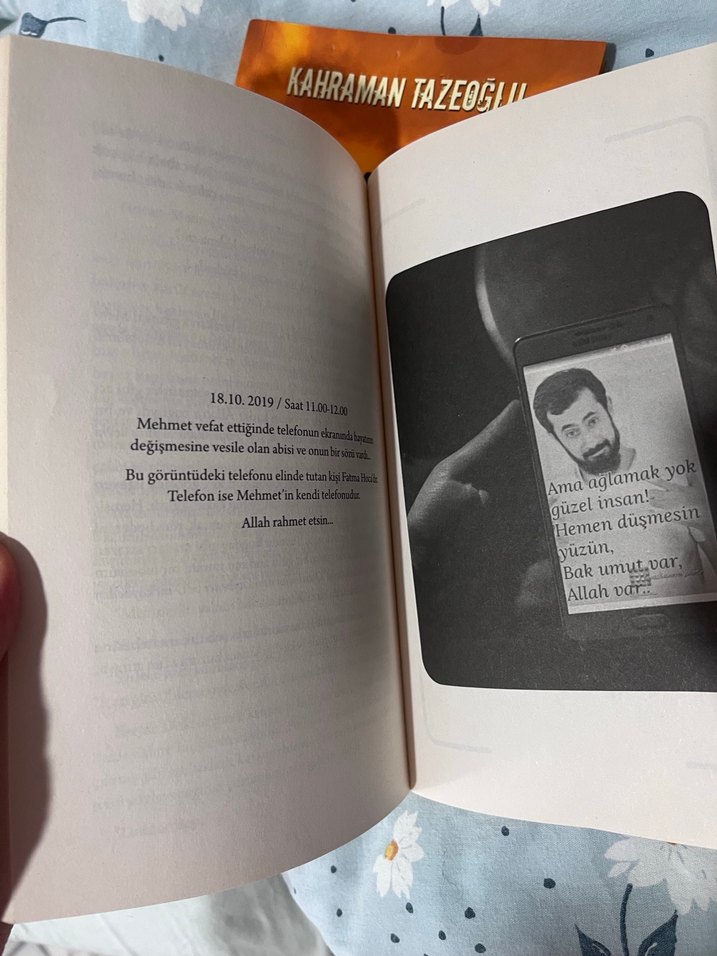 KAHRAMAN TAZEOĞLU
18.10. 2019 / Saat 11.00-12.00
Mehmet vefat ettiğinde telefonun ekranında hayatının
değişmesine vesile olan abisi ve onun bir sözü vardı...
Bu görüntüdeki telefonu elinde tutan kişi Fatma Hoca'dır.
Telefon ise Mehmet'in kendi telefonudur.
Allah rahmet etsin...
Ama ağlamak yok
güzel insan!
Hemen düşmesin
yüzün,
Bak umut var,
Allah var..